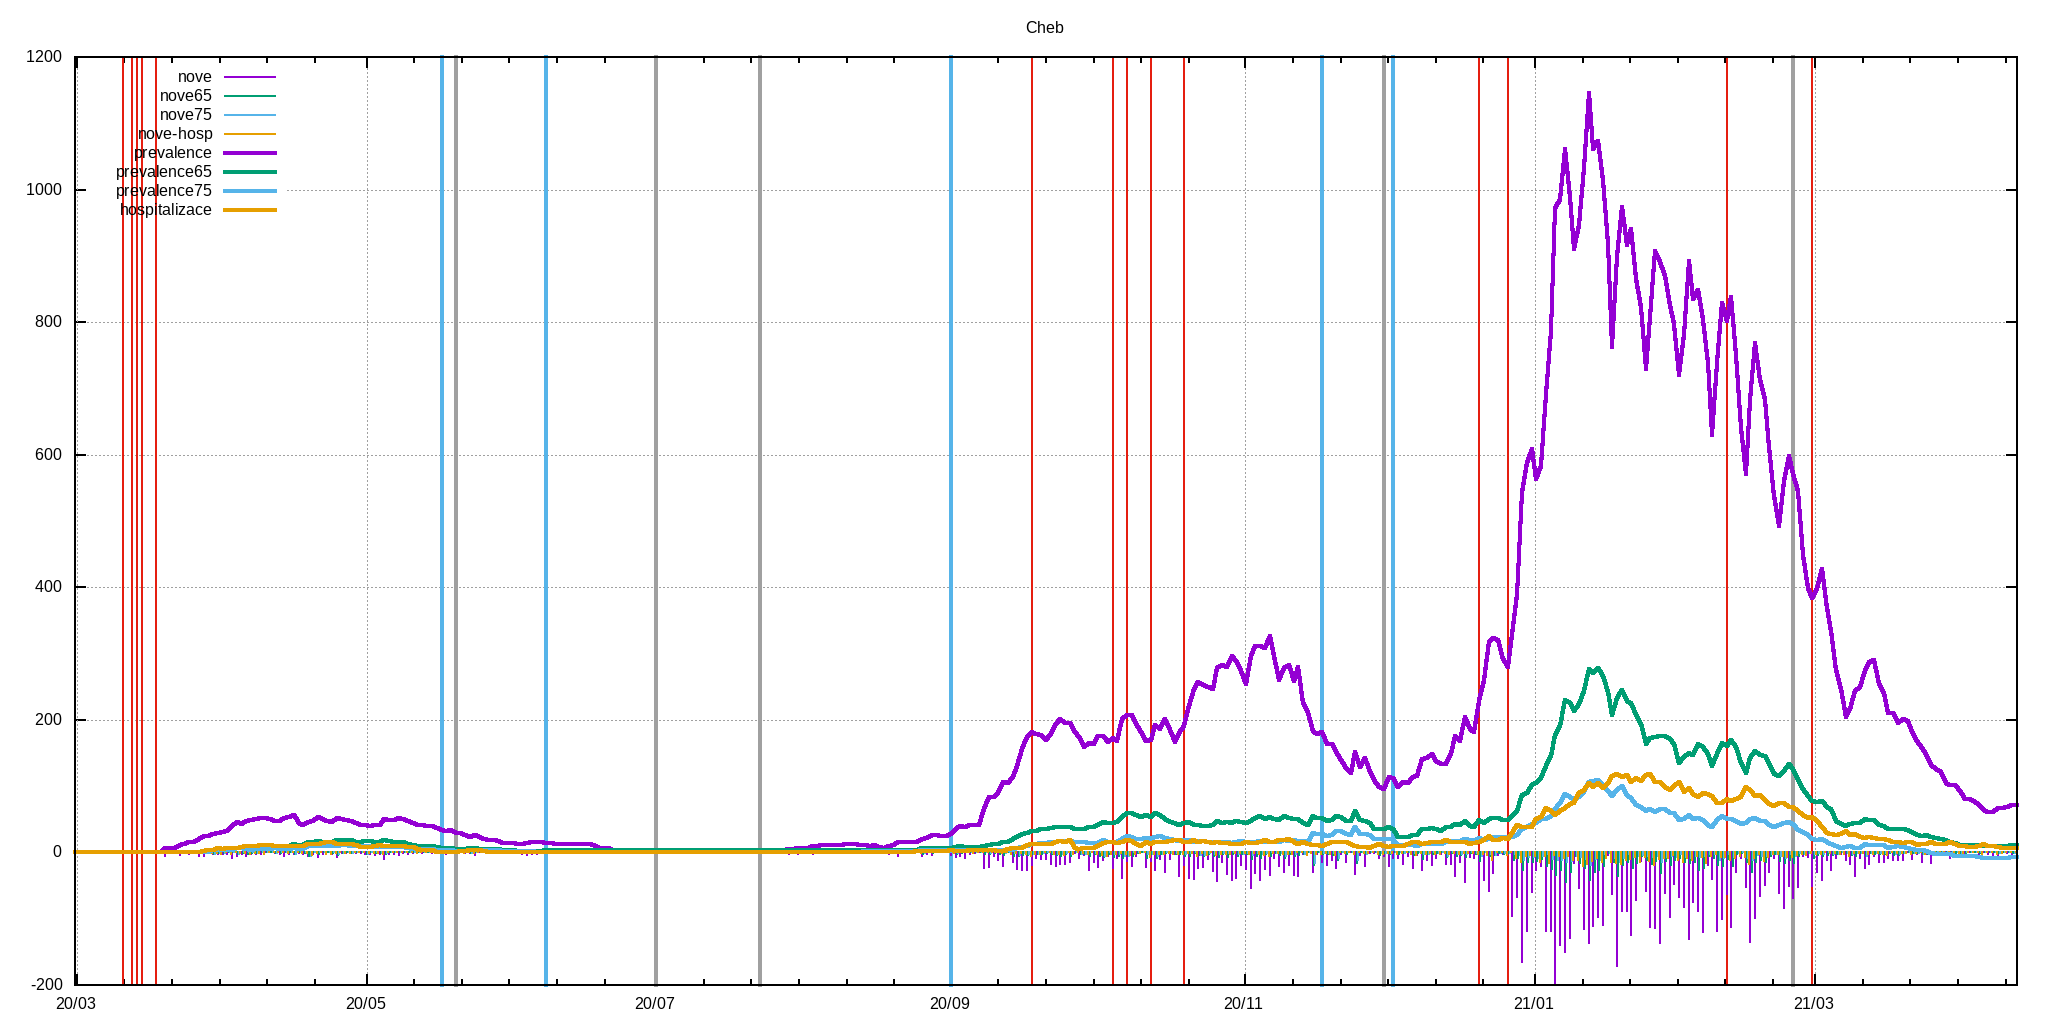 Cheb
1200
1000
800
600
400
200
0
-200
nove
nove65
nove75
nove-hosp
prevalence
prevalence65
prevalence75
hospitalizace
20/03 20/05 20/07 20/09 20/11 21/01 21/03